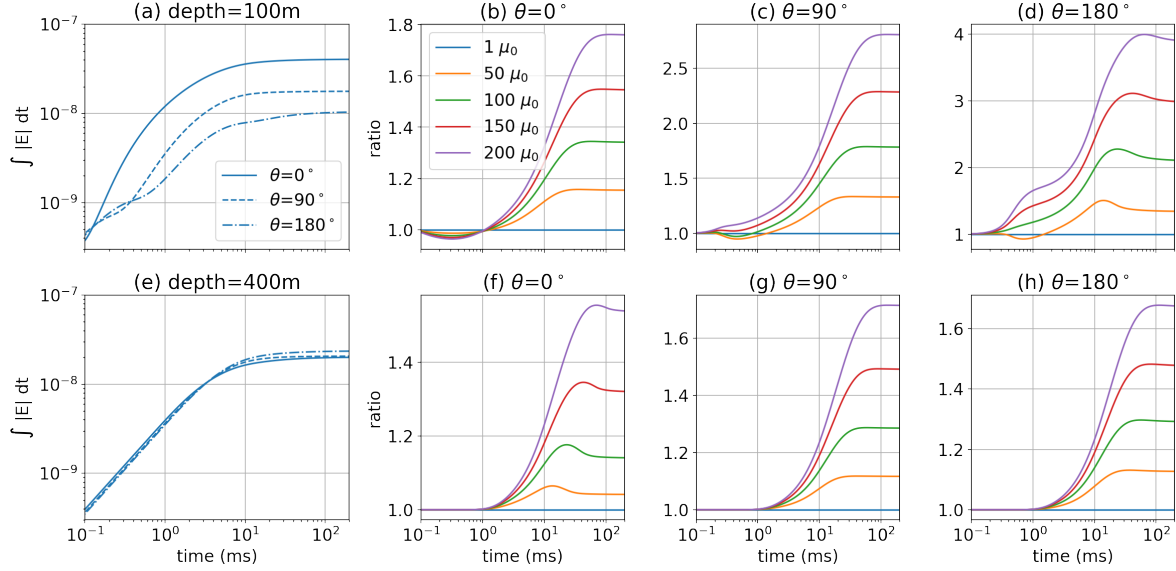 (a) depth=100m
10⁻⁷
10⁻⁸
10⁻⁹
∫ |E| dt
θ=0°
θ=90°
θ=180°
(b) θ=0°
1.8
1.6
1.4
1.2
1.0
ratio
1 μ₀
50 μ₀
100 μ₀
150 μ₀
200 μ₀
(c) θ=90°
2.5
2.0
1.5
1.0
(d) θ=180°
4
3
2
1
(e) depth=400m
10⁻⁷
10⁻⁸
10⁻⁹
∫ |E| dt
10⁻¹ 10⁰ 10¹ 10²
time (ms)
(f) θ=0°
1.4
1.2
1.0
ratio
10⁻¹ 10⁰ 10¹ 10²
time (ms)
(g) θ=90°
1.6
1.4
1.2
1.0
10⁻¹ 10⁰ 10¹ 10²
time (ms)
(h) θ=180°
1.6
1.4
1.2
1.0
10⁻¹ 10⁰ 10¹ 10²
time (ms)